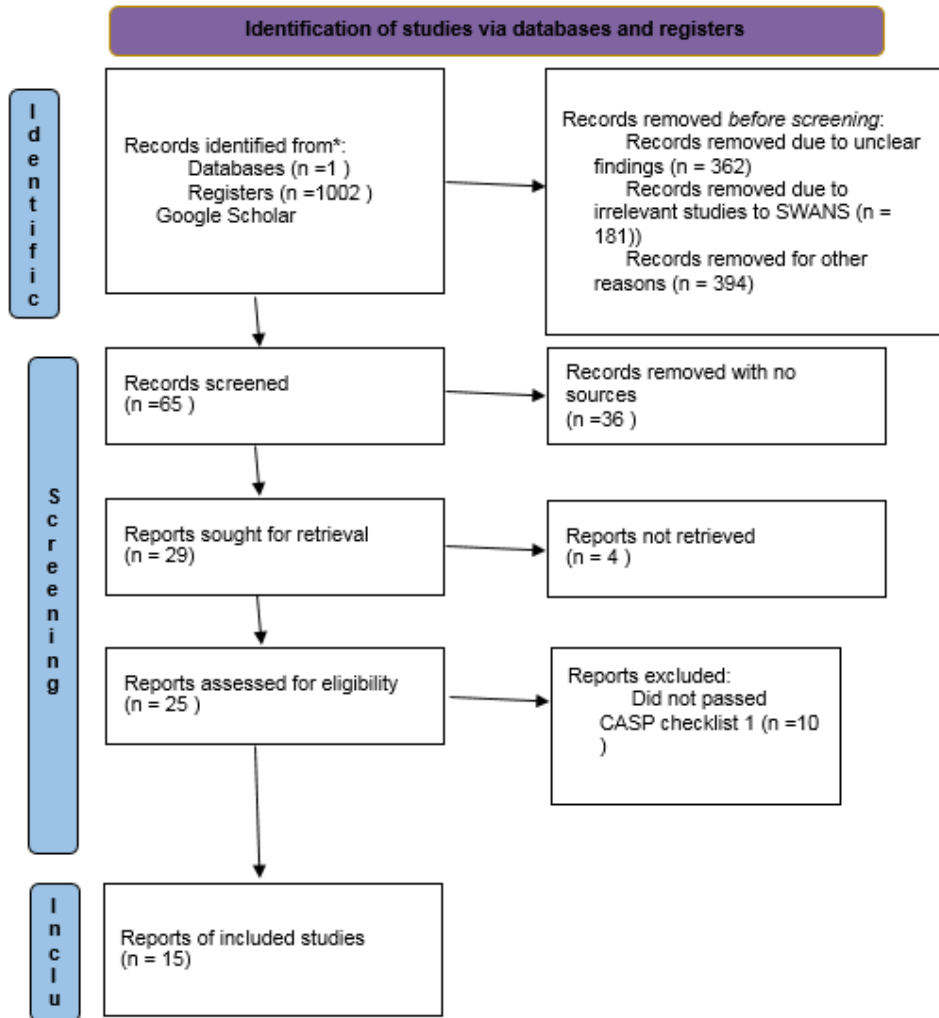 Identification of studies via databases and registers
Identific
Records identified from*:
Databases (n =1 )
Registers (n =1002 )
Google Scholar
Records removed before screening:
Records removed due to unclear
findings (n = 362)
Records removed due to
irrelevant studies to SWANS (n =
181))
Records removed for other
reasons (n = 394)
Screening
Records screened
(n =65 )
Records removed with no
sources
(n =36 )
Reports sought for retrieval
(n = 29)
Reports not retrieved
(n = 4 )
Reports assessed for eligibility
(n = 25 )
Reports excluded:
Did not passed
CASP checklist 1 (n =10
)
Inclu
Reports of included studies
(n = 15)